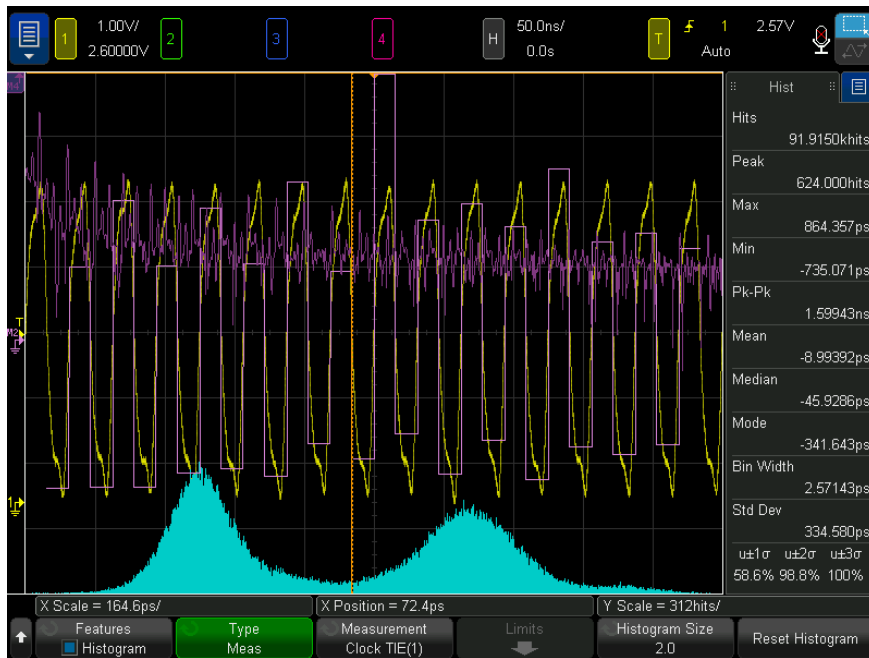 1 1.00V/ 2 3 4 H 50.0ns/ T 1 2.57V
2.60000V 0.0s Auto
M4
Hist
Hits
91.9150khits
Peak
624.000hits
Max
864.357ps
Min
-735.071ps
Pk-Pk
1.59943ns
Mean
-8.99392ps
Median
-45.9286ps
Mode
-341.643ps
Bin Width
2.57143ps
Std Dev
334.580ps
u±1σ u±2σ u±3σ
58.6% 98.8% 100%
T
M2
1
X Scale = 164.6ps/ X Position = 72.4ps Y Scale = 312hits/
Features Type Measurement Limits Histogram Size Reset Histogram
Histogram Meas Clock TIE(1) 2.0